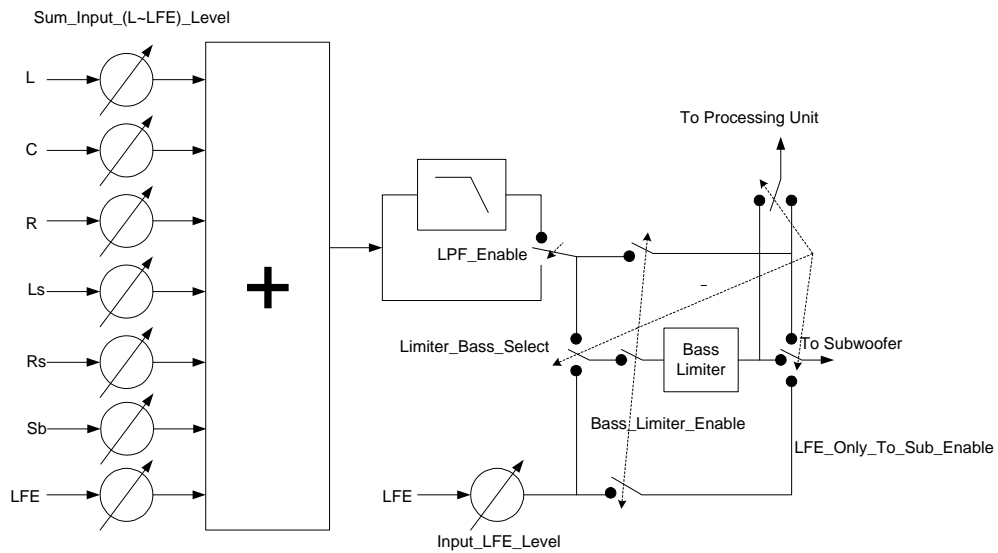 Sum_Input_(L~LFE)_Level
L
C
R
Ls
Rs
Sb
LFE
+
To Processing Unit
LPF_Enable
Limiter_Bass_Select
Bass
Limiter
To Subwoofer
Bass_Limiter_Enable
LFE_Only_To_Sub_Enable
LFE
Input_LFE_Level